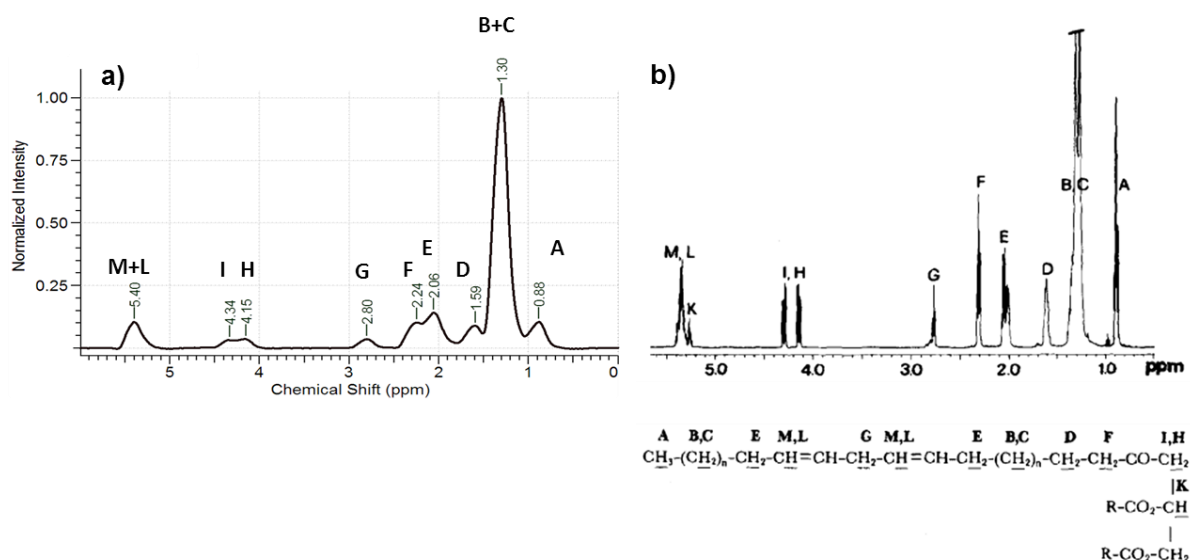 a)
B+C
1.30
1.00
0.75
0.50
0.25
Normalized Intensity
M+L
5.40
I
4.34
H
4.15
G
2.80
F
2.24
E
2.06
D
1.59
A
0.88
5 4 3 2 1 0
Chemical Shift (ppm)
b)
M, L
K
I, H
G
F
E
D
B, C
A
5.0 4.0 3.0 2.0 1.0 ppm
A B,C E M,L G M,L E B,C D F I,H
CH₃-(CH₂)n-CH₂-CH=CH-CH₂-CH=CH-CH₂-(CH₂)n-CH₂-CH₂-CO-CH₂
|K
R-CO₂-CH
|
R-CO₂-CH₂